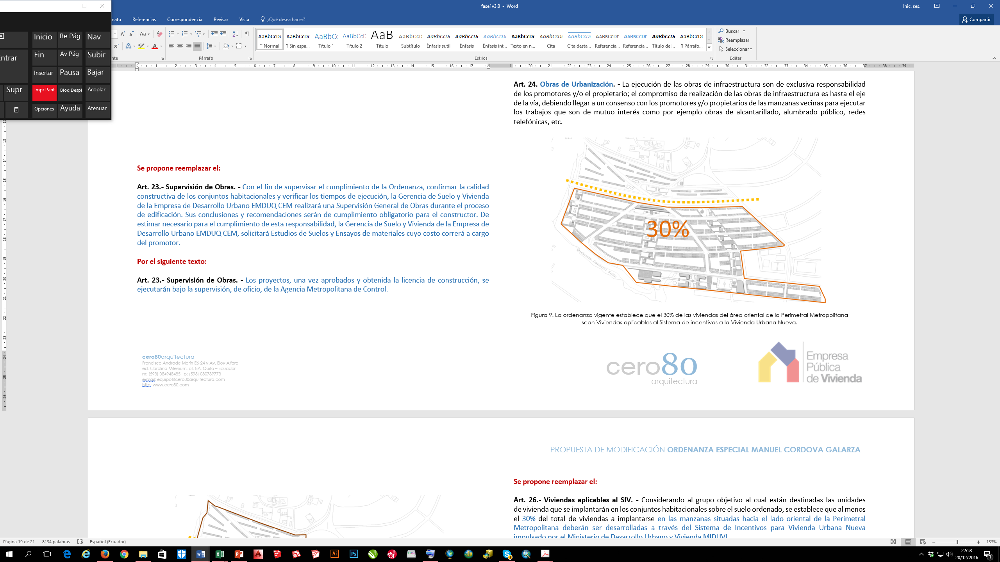 fase1v3.0 - Word
Inic. ses.
Referencias
Correspondencia
Revisar
Vista
¿Qué desea hacer?
Compartir
Inicio
Re Pág
Nav
Fin
Av Pág
Subir
Insertar
Pausa
Bajar
Supr
Impr Pant
Bloq Despl
Acoplar
Opciones
Ayuda
Atenuar
¶ Normal
¶ Sin espa...
Título 1
Título 2
Título
Subtítulo
Énfasis sutil
Énfasis
Énfasis int...
Texto en n...
Cita
Cita desta...
Referencia...
Referencia...
Título del...
¶ Párrafo...
Buscar
Reemplazar
Seleccionar
Párrafo
Estilos
Editar
Se propone reemplazar el:
Art. 23.- Supervisión de Obras. - Con el fin de supervisar el cumplimiento de la Ordenanza, confirmar la calidad
constructiva de los conjuntos habitacionales y verificar los tiempos de ejecución, la Gerencia de Suelo y Vivienda
de la Empresa de Desarrollo Urbano EMDUQ CEM realizará una Supervisión General de Obras durante el proceso
de edificación. Sus conclusiones y recomendaciones serán de cumplimiento obligatorio para el constructor. De
estimar necesario para el cumplimiento de esta responsabilidad, la Gerencia de Suelo y Vivienda de la Empresa de
Desarrollo Urbano EMDUQ CEM, solicitará Estudios de Suelos y Ensayos de materiales cuyo costo correrá a cargo
del promotor.
Por el siguiente texto:
Art. 23.- Supervisión de Obras. - Los proyectos, una vez aprobados y obtenida la licencia de construcción, se
ejecutarán bajo la supervisión, de oficio, de la Agencia Metropolitana de Control.
Art. 24. Obras de Urbanización. - La ejecución de las obras de infraestructura son de exclusiva responsabilidad
de los promotores y/o el propietario; el compromiso de realización de las obras de infraestructura es hasta el eje
de la vía, debiendo llegar a un consenso con los promotores y/o propietarios de las manzanas vecinas para ejecutar
los trabajos que son de mutuo interés como por ejemplo obras de alcantarillado, alumbrado público, redes
telefónicas, etc.
30%
Figura 9. La ordenanza vigente establece que el 30% de las viviendas del área oriental de la Perimetral Metropolitana
sean Viviendas aplicables al Sistema de incentivos a la Vivienda Urbana Nueva.
cero80arquitectura
Francisco Andrade Marín E6-24 y Av. Eloy Alfaro
ed. Carolina Milenium, of. 8A, Quito – Ecuador
m: (593) 084948485 p: (593) 080739773
e-mail: equipo@cero80arquitectura.com
http: www.cero80.com
cero80
arquitectura
Empresa
Pública
de Vivienda
PROPUESTA DE MODIFICACIÓN ORDENANZA ESPECIAL MANUEL CORDOVA GALARZA
Se propone reemplazar el:
Art. 26.- Viviendas aplicables al SIV. - Considerando al grupo objetivo al cual están destinadas las unidades
de vivienda que se implantarán en los conjuntos habitacionales sobre el suelo ordenado, se establece que al menos
el 30% del total de viviendas a implantarse en las manzanas situadas hacia el lado oriental de la Perimetral
Metropolitana deberán ser desarrolladas a través del Sistema de Incentivos para Vivienda Urbana Nueva
impulsado por el Ministerio de Desarrollo Urbano y Vivienda MIDUVI
Página 19 de 21
8134 palabras
Español (Ecuador)
133%
22:58
20/12/2016